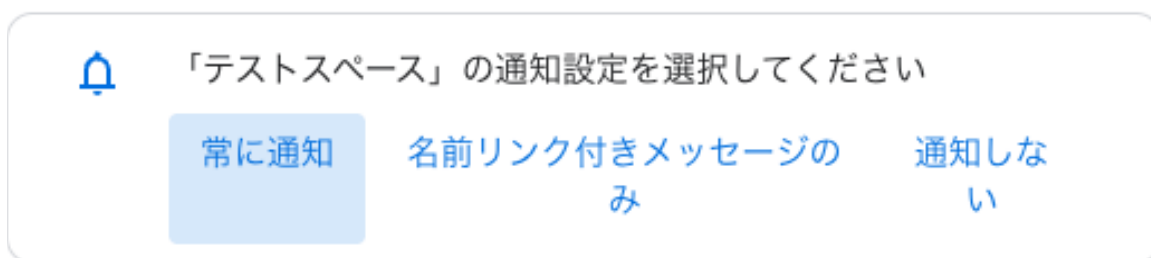 「テストスペース」の通知設定を選択してください
常に通知
名前リンク付きメッセージの
み
通知しな
い